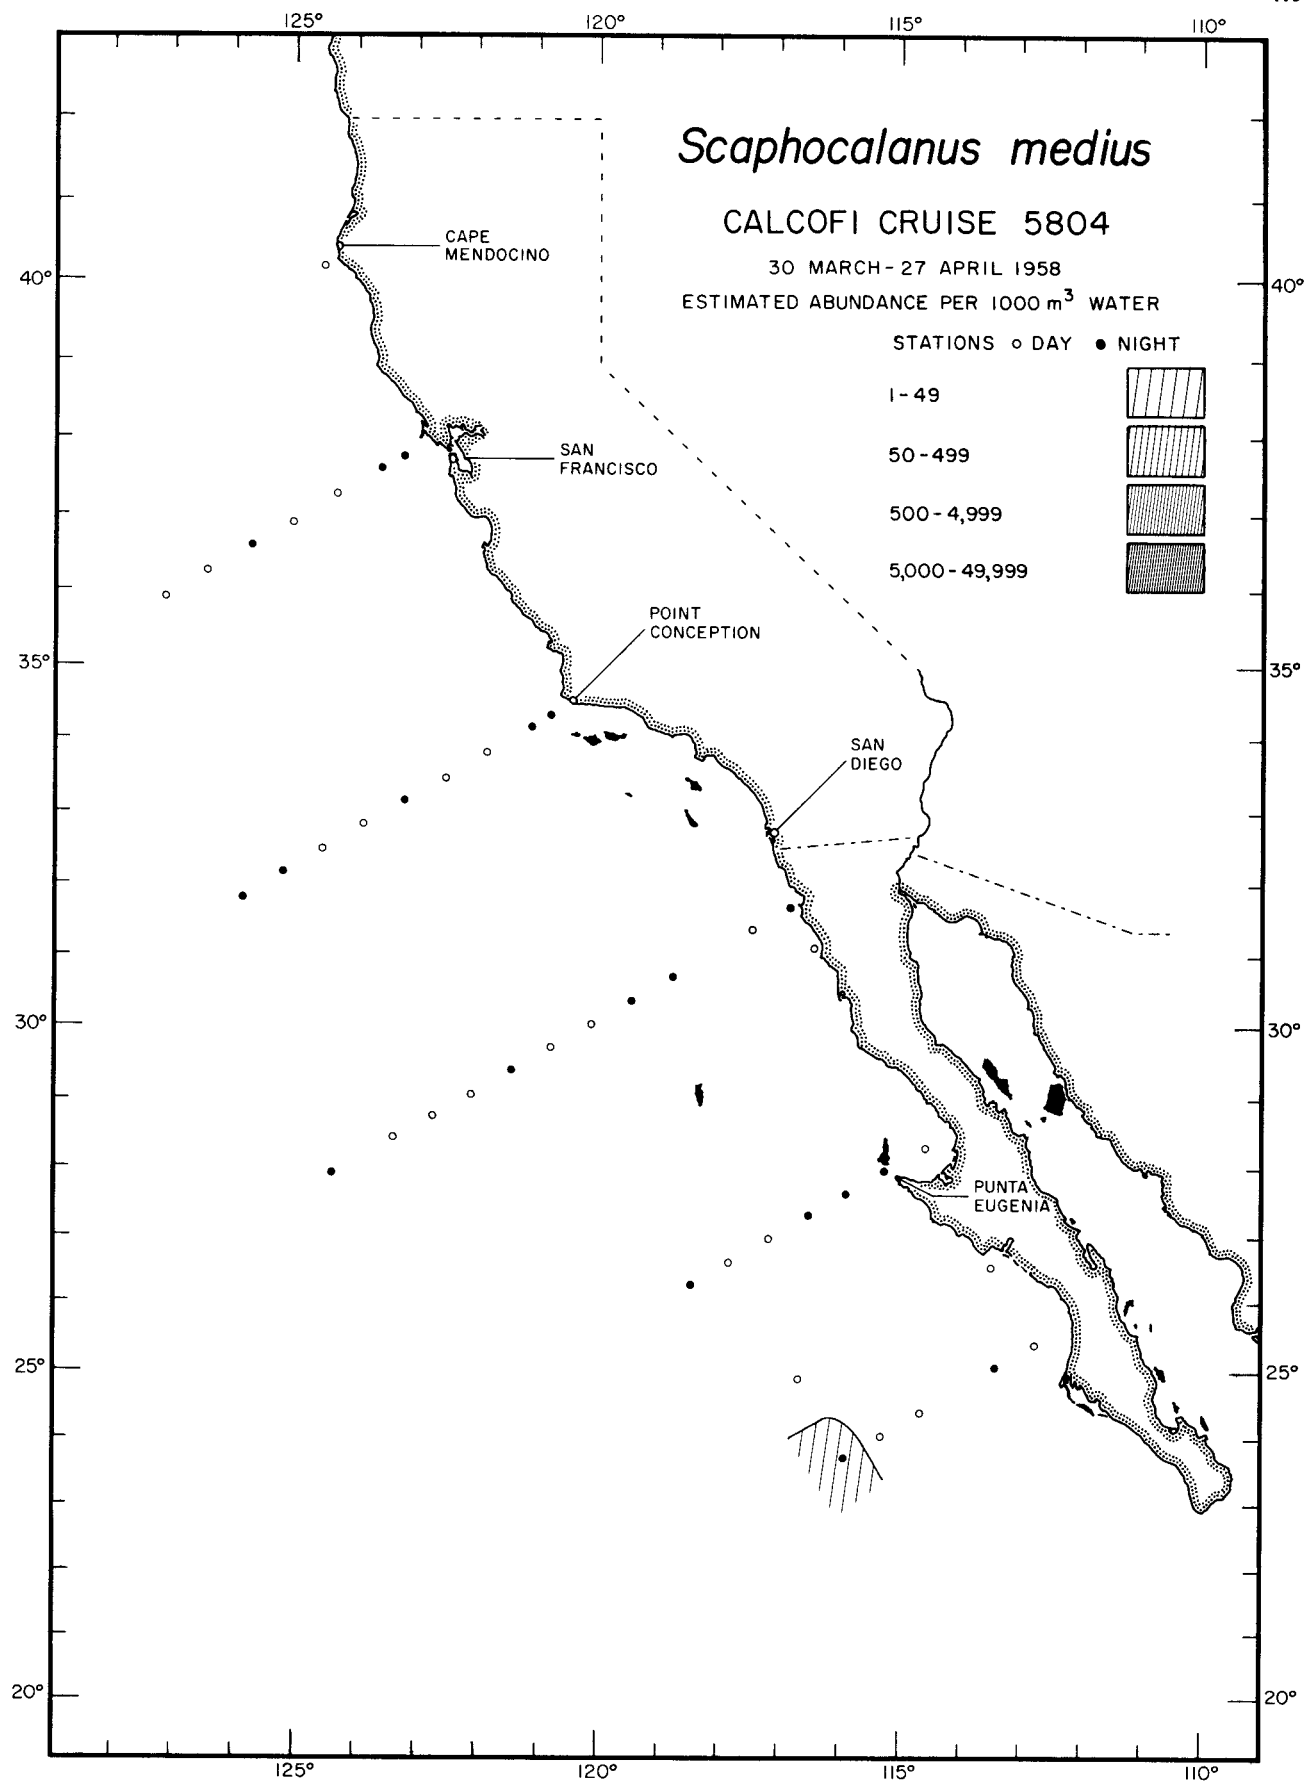 125° 120° 115° 110°
Scaphocalanus medius
CALCOFI CRUISE 5804
30 MARCH - 27 APRIL 1958
ESTIMATED ABUNDANCE PER 1000 m³ WATER
STATIONS ○ DAY ● NIGHT
1 - 49
50 - 499
500 - 4,999
5,000 - 49,999
CAPE
MENDOCINO
40° 40°
SAN
FRANCISCO
POINT
CONCEPTION
35° 35°
SAN
DIEGO
30° 30°
PUNTA
EUGENIA
25° 25°
20° 20°
125° 120° 115° 110°